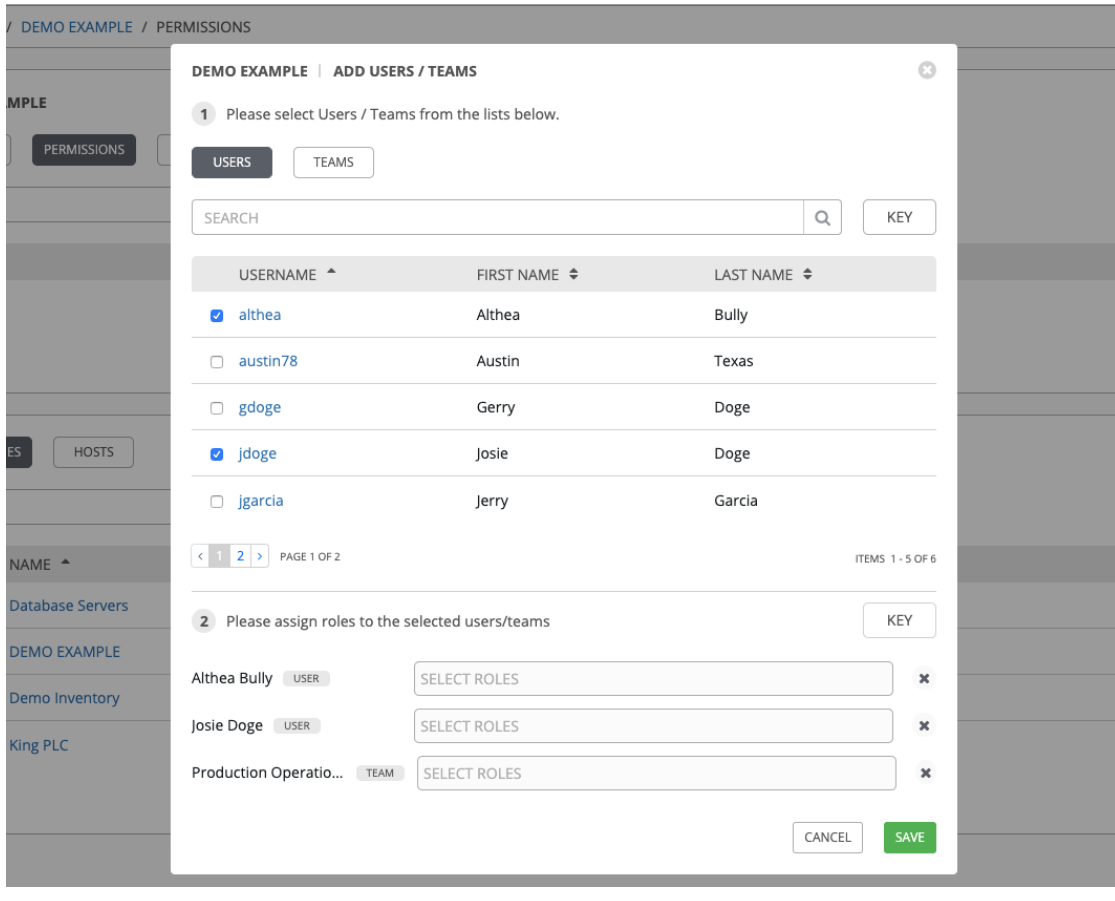 / DEMO EXAMPLE / PERMISSIONS
DEMO EXAMPLE | ADD USERS / TEAMS
1 Please select Users / Teams from the lists below.
PERMISSIONS
USERS TEAMS
SEARCH KEY
USERNAME FIRST NAME LAST NAME
althea Althea Bully
austin78 Austin Texas
gdoge Gerry Doge
jdoge Josie Doge
HOSTS
jgarcia Jerry Garcia
< 1 2 > PAGE 1 OF 2 ITEMS 1 - 5 OF 6
NAME
Database Servers
DEMO EXAMPLE
Demo Inventory
King PLC
2 Please assign roles to the selected users/teams KEY
Althea Bully USER SELECT ROLES
Josie Doge USER SELECT ROLES
Production Operatio... TEAM SELECT ROLES
CANCEL SAVE